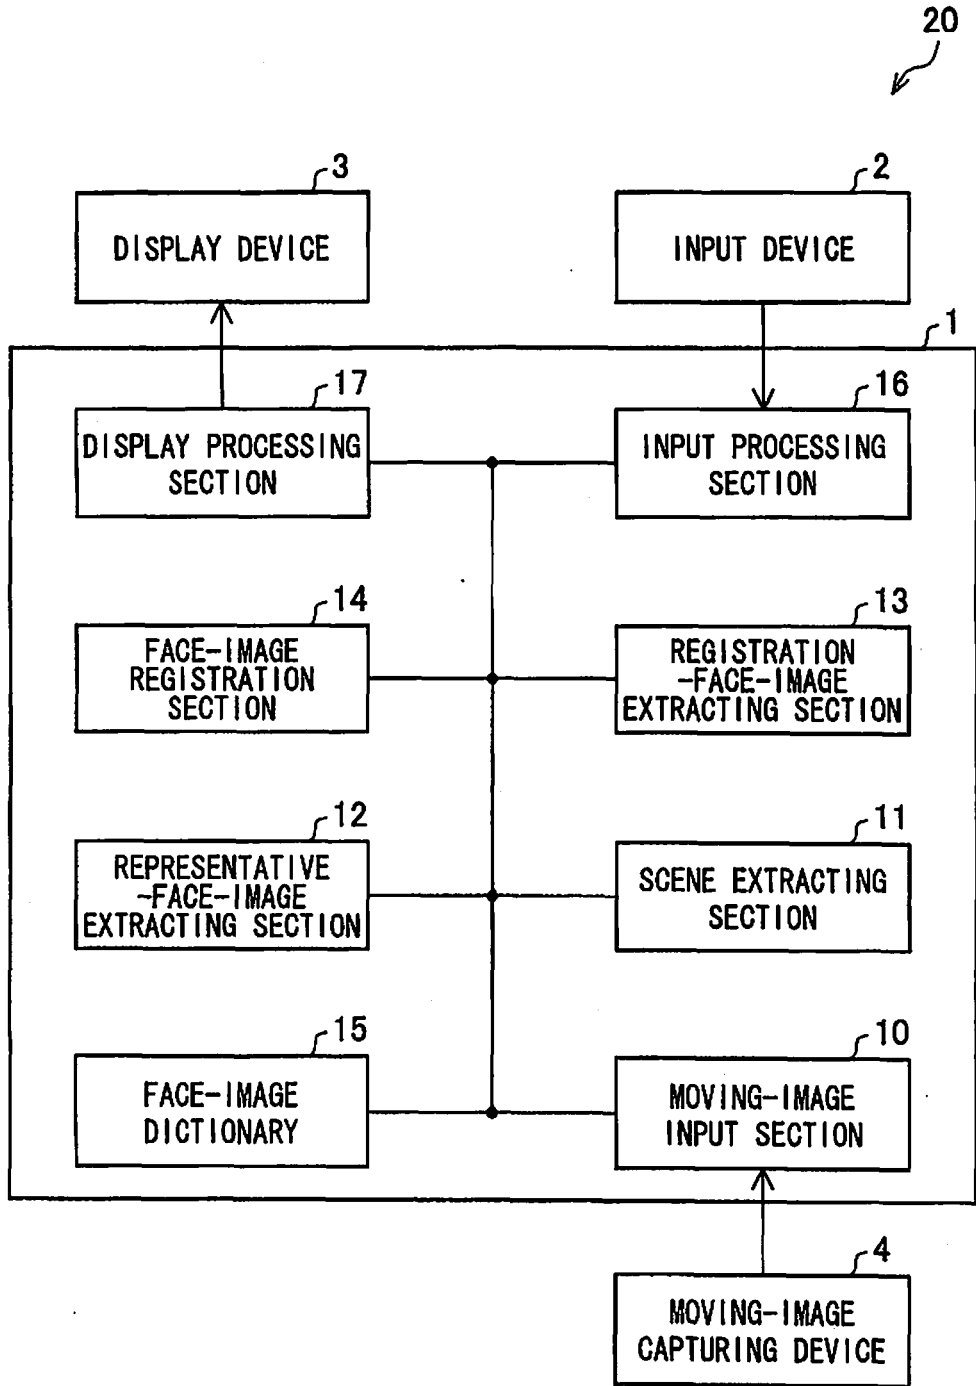 20
3
DISPLAY DEVICE
2
INPUT DEVICE
1
17
DISPLAY PROCESSING
SECTION
16
INPUT PROCESSING
SECTION
14
FACE-IMAGE
REGISTRATION
SECTION
13
REGISTRATION
-FACE-IMAGE
EXTRACTING SECTION
12
REPRESENTATIVE
-FACE-IMAGE
EXTRACTING SECTION
11
SCENE EXTRACTING
SECTION
15
FACE-IMAGE
DICTIONARY
10
MOVING-IMAGE
INPUT SECTION
4
MOVING-IMAGE
CAPTURING DEVICE